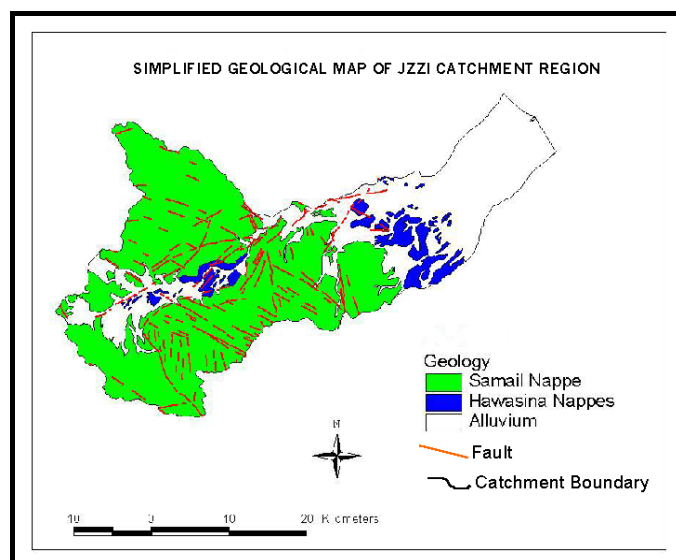 SIMPLIFIED GEOLOGICAL MAP OF JZZI CATCHMENT REGION
Geology
Samail Nappe
Hawasina Nappes
Alluvium
N
Fault
Catchment Boundary
10 0 10 20 Kilometers